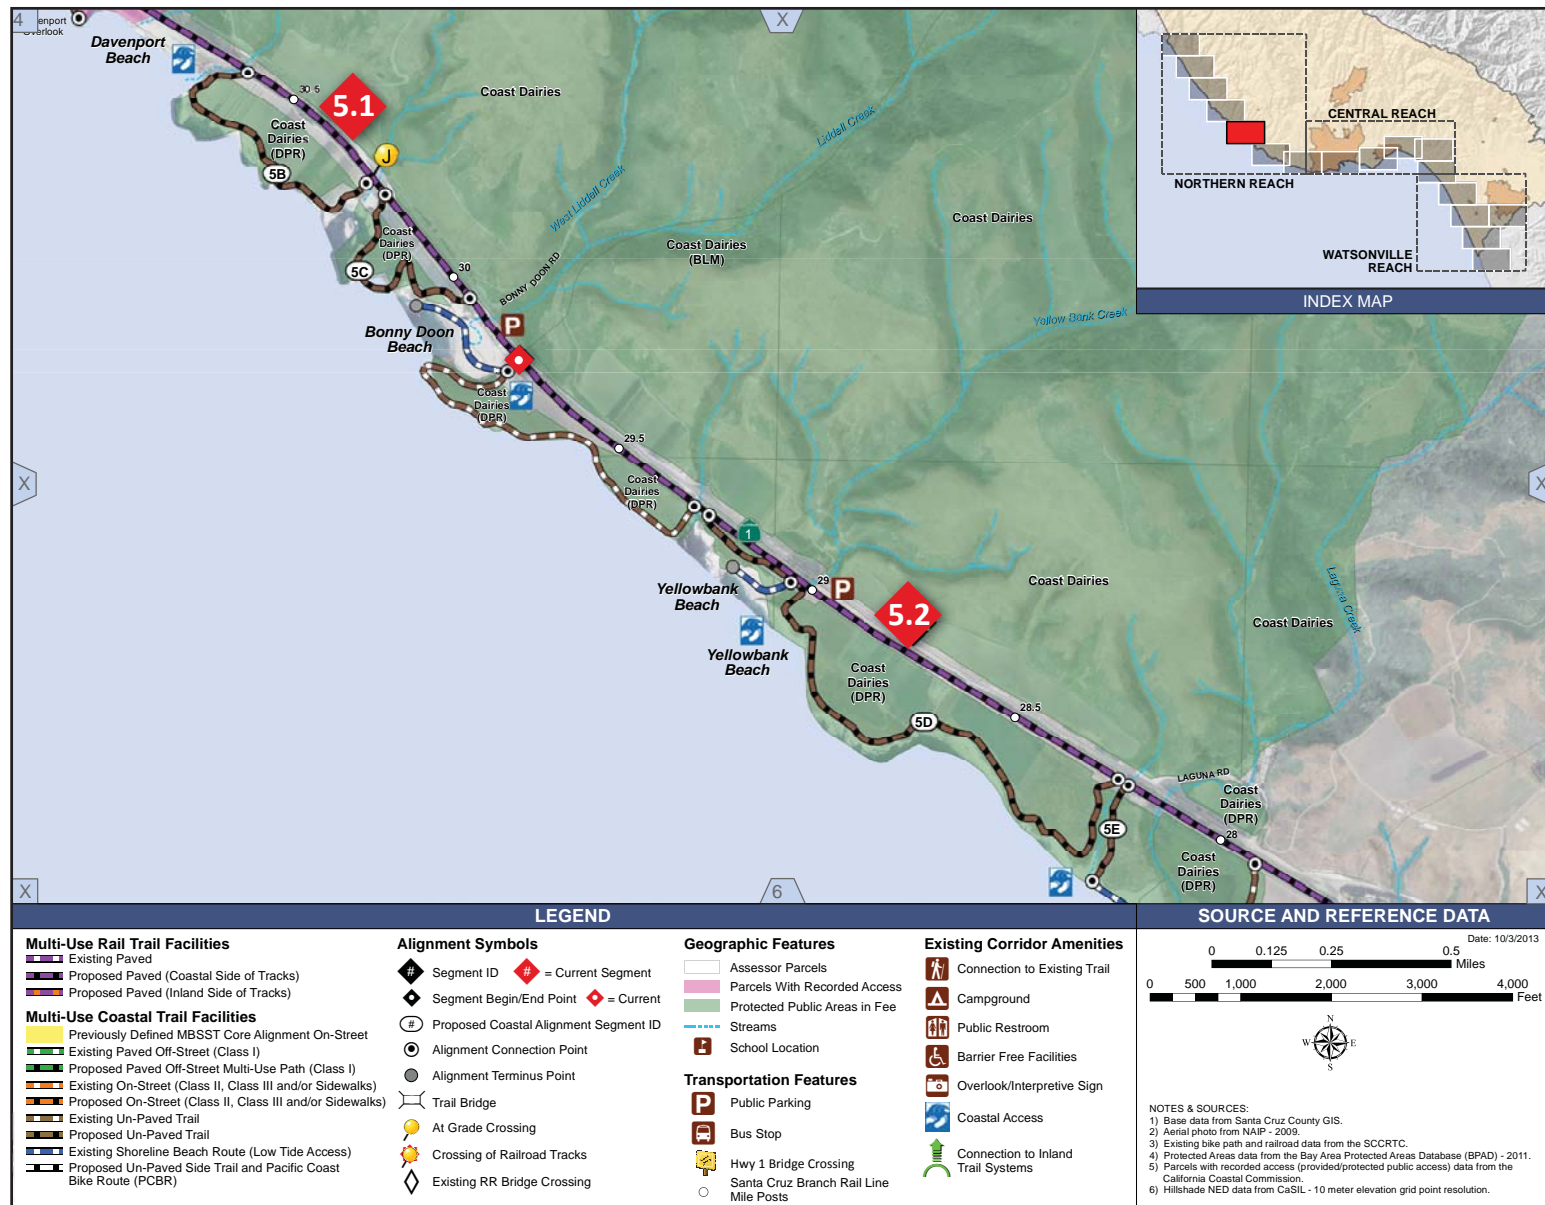 4
enport
erlook
X
Davenport
Beach
30.5
5.1
Coast Dairies
Coast
Dairies
(DPR)
J
5B
Liddell Creek
West Liddell Creek
Coast Dairies
Coast
Dairies
(DPR)
Coast Dairies
(BLM)
5C
30
BONNY DOON RD
Yellow Bank Creek
P
Bonny Doon
Beach
Coast
Dairies
(DPR)
29.5
X
X
Coast
Dairies
(DPR)
1
29
P
Yellowbank
Beach
Coast Dairies
Laguna Creek
5.2
Coast Dairies
Yellowbank
Beach
Coast
Dairies
(DPR)
28.5
5D
LAGUNA RD
Coast
Dairies
(DPR)
5E
28
Coast
Dairies
(DPR)
X
6
X
CENTRAL REACH
NORTHERN REACH
WATSONVILLE
REACH
INDEX MAP
LEGEND
Multi-Use Rail Trail Facilities
Existing Paved
Proposed Paved (Coastal Side of Tracks)
Proposed Paved (Inland Side of Tracks)
Multi-Use Coastal Trail Facilities
Previously Defined MBSST Core Alignment On-Street
Existing Paved Off-Street (Class I)
Proposed Paved Off-Street Multi-Use Path (Class I)
Existing On-Street (Class II, Class III and/or Sidewalks)
Proposed On-Street (Class II, Class III and/or Sidewalks)
Existing Un-Paved Trail
Proposed Un-Paved Trail
Existing Shoreline Beach Route (Low Tide Access)
Proposed Un-Paved Side Trail and Pacific Coast
Bike Route (PCBR)
Alignment Symbols
# Segment ID # = Current Segment
Segment Begin/End Point = Current
# Proposed Coastal Alignment Segment ID
Alignment Connection Point
Alignment Terminus Point
Trail Bridge
At Grade Crossing
Crossing of Railroad Tracks
Existing RR Bridge Crossing
Geographic Features
Assessor Parcels
Parcels With Recorded Access
Protected Public Areas in Fee
Streams
School Location
Transportation Features
P Public Parking
Bus Stop
Hwy 1 Bridge Crossing
Santa Cruz Branch Rail Line
Mile Posts
Existing Corridor Amenities
Connection to Existing Trail
Campground
Public Restroom
Barrier Free Facilities
Overlook/Interpretive Sign
Coastal Access
Connection to Inland
Trail Systems
SOURCE AND REFERENCE DATA
Date: 10/3/2013
0 0.125 0.25 0.5
Miles
0 500 1,000 2,000 3,000 4,000
Feet
N
W E
S
NOTES & SOURCES:
1) Base data from Santa Cruz County GIS.
2) Aerial photo from NAIP - 2009.
3) Existing bike path and railroad data from the SCCRTC.
4) Protected Areas data from the Bay Area Protected Areas Database (BPAD) - 2011.
5) Parcels with recorded access (provided/protected public access) data from the
California Coastal Commission.
6) Hillshade NED data from CaSIL - 10 meter elevation grid point resolution.